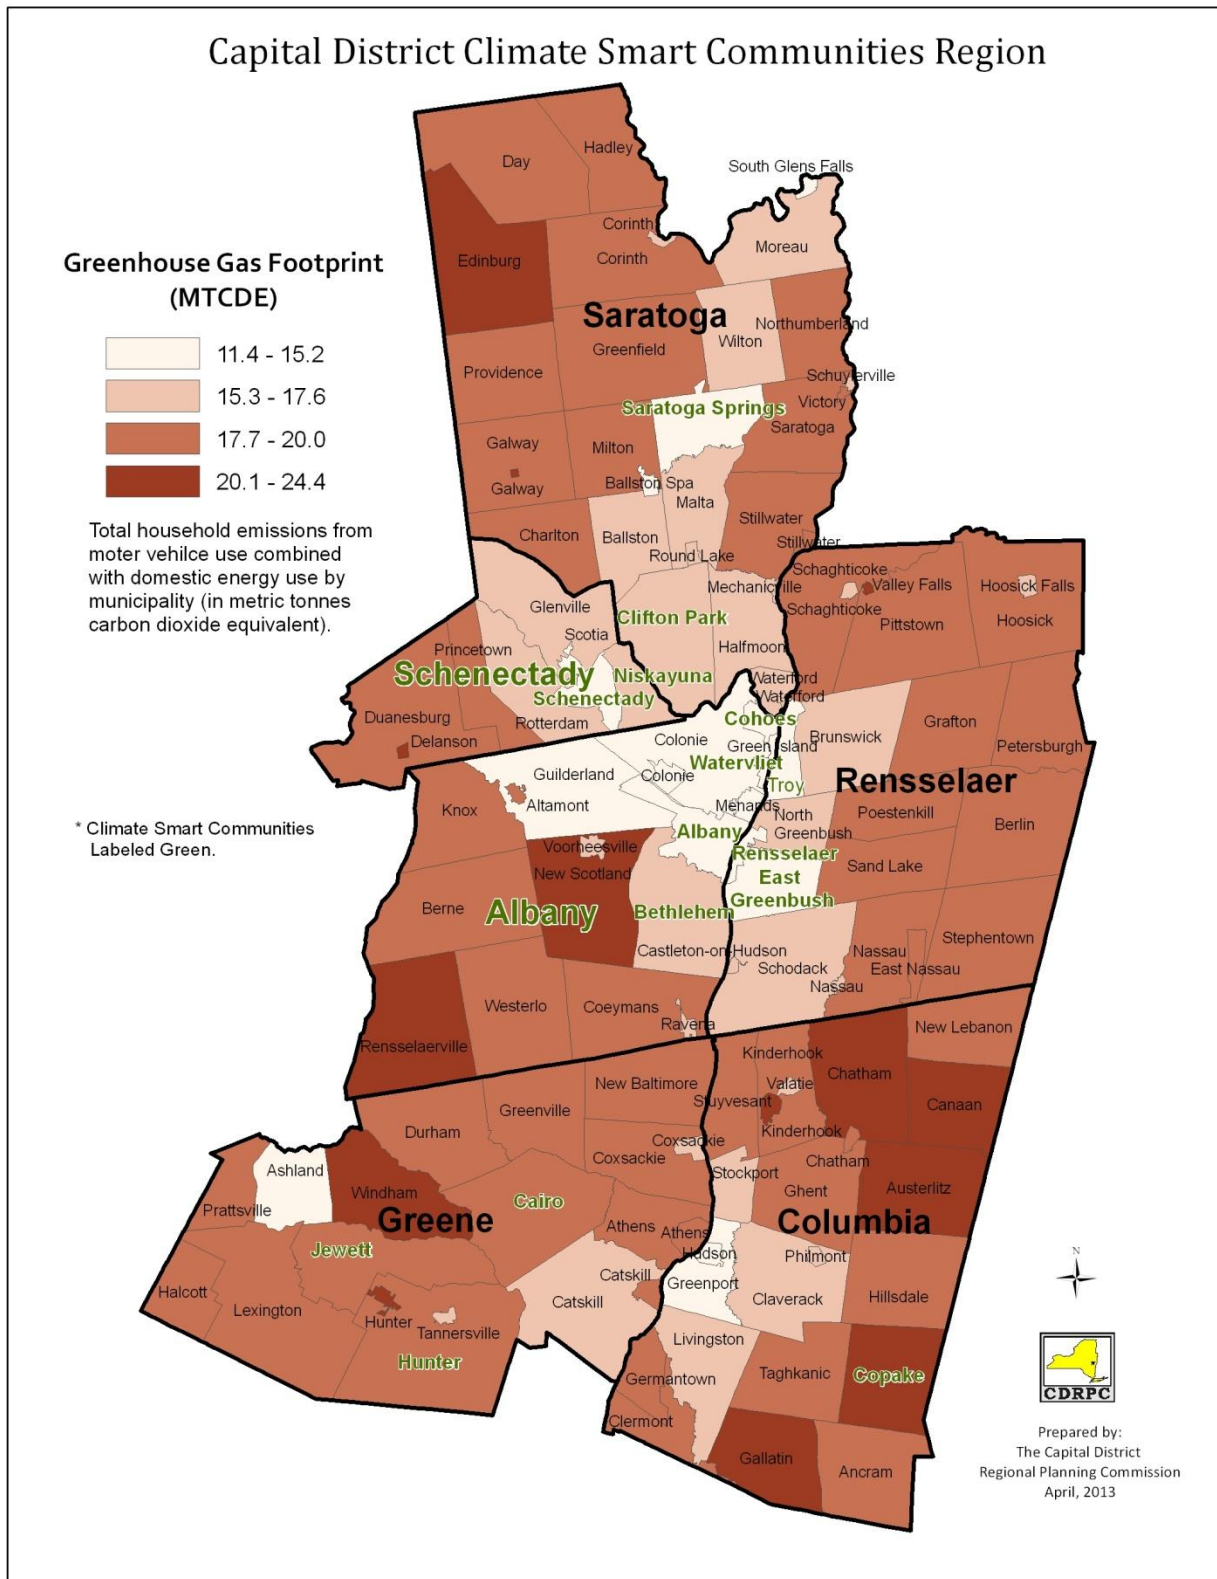 Capital District Climate Smart Communities Region
Greenhouse Gas Footprint
(MTCDE)
11.4 - 15.2
15.3 - 17.6
17.7 - 20.0
20.1 - 24.4
Total household emissions from
moter vehilce use combined
with domestic energy use by
municipality (in metric tonnes
carbon dioxide equivalent).
* Climate Smart Communities
Labeled Green.
Hadley
Day
South Glens Falls
Corinth
Corinth
Moreau
Edinburg
Saratoga
Northumberland
Wilton
Greenfield
Providence
Schuylerville
Victory
Saratoga Springs
Saratoga
Galway
Milton
Galway
Ballston Spa
Malta
Stillwater
Charlton
Ballston
Stillwater
Round Lake
Schaghticoke
Mechanicville
Valley Falls
Hoosick Falls
Glenville
Schaghticoke
Clifton Park
Pittstown
Hoosick
Scotia
Halfmoon
Princetown
Schenectady
Niskayuna
Waterford
Waterford
Schenectady
Duanesburg
Rotterdam
Cohoes
Grafton
Delanson
Colonie
Green Island
Brunswick
Petersburgh
Watervliet
Guilderland
Colonie
Troy
Rensselaer
Altamont
Menands
Knox
North
Greenbush
Poestenkill
Albany
Berlin
Voorheesville
Rensselaer
East
Greenbush
New Scotland
Sand Lake
Berne
Albany
Bethlehem
Stephentown
Castleton-on-Hudson
Nassau
Schodack
East Nassau
Nassau
Westerlo
Coeymans
Ravena
New Lebanon
Rensselaerville
Kinderhook
Chatham
Valatie
New Baltimore
Stuyvesant
Canaan
Greenville
Kinderhook
Durham
Coxsackie
Coxsackie
Chatham
Ashland
Stockport
Ghent
Austerlitz
Windham
Cairo
Prattsville
Greene
Columbia
Athens
Athens
Jewett
Hudson
Philmont
Catskill
Greenport
Halcott
Catskill
Claverack
Hillsdale
Lexington
Hunter
Tannersville
Livingston
Hunter
Taghkanic
Copake
Germantown
Clermont
Gallatin
Ancram
N
CDRPC
Prepared by:
The Capital District
Regional Planning Commission
April, 2013